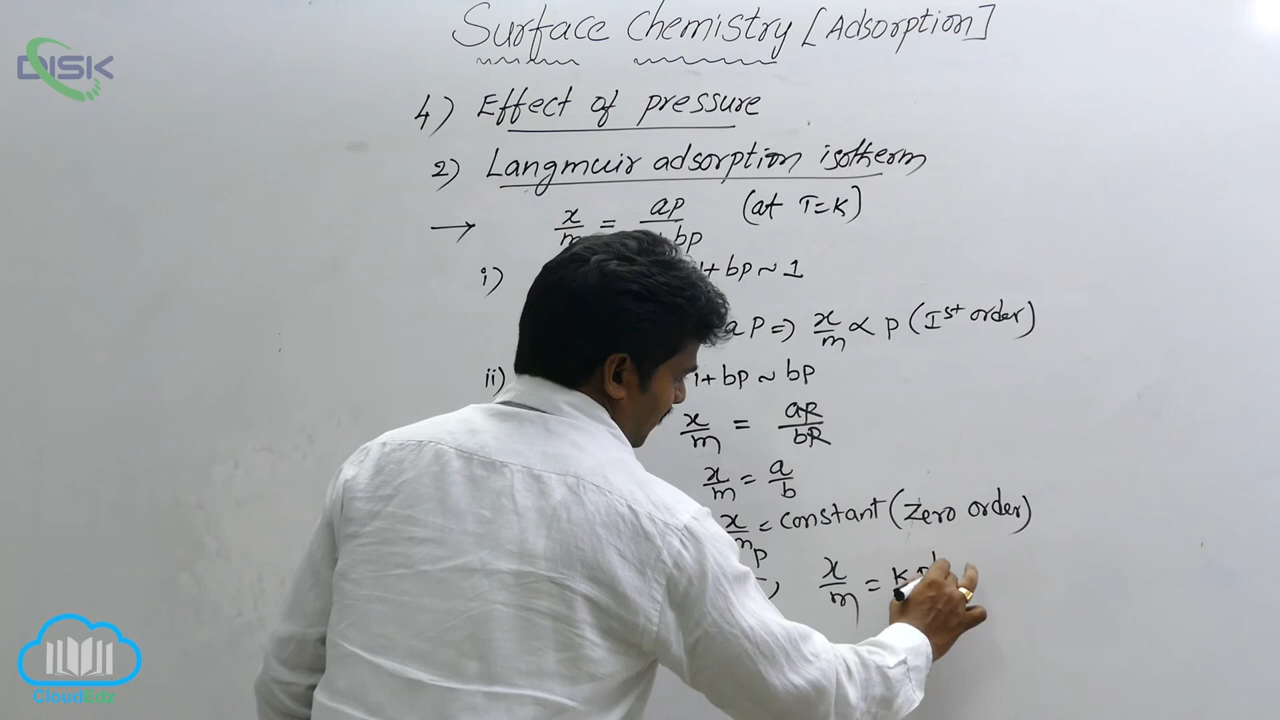 DISK
Surface chemistry [Adsorption]
4) Effect of pressure
2) Langmuir adsorption isotherm
→ x/m = ap/ + bp (at T=K)
i) 1+ bp ~ 1
ap ⇒ x/m ∝ p (Ist order)
ii) 1+ bp ~ bp
x/m = ap/bp
x/m = a/b
x/m = constant (Zero order)
x/m = K
CloudEdz